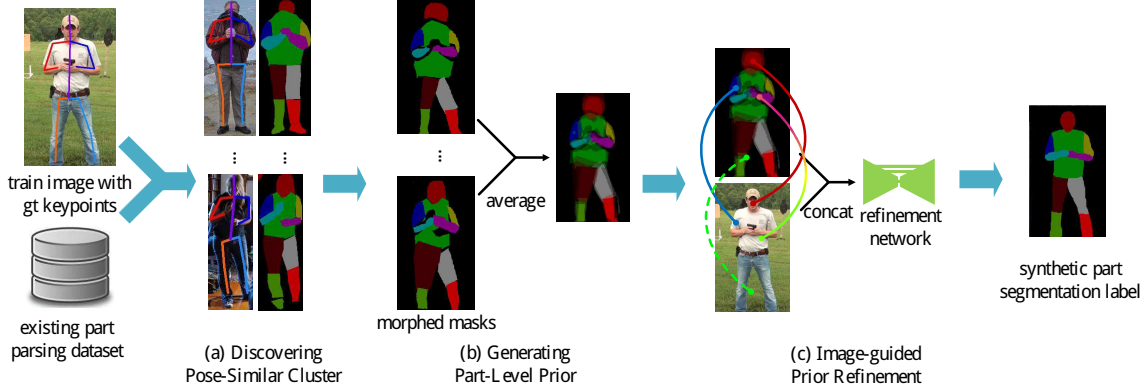 train image with
gt keypoints
existing part
parsing dataset
(a) Discovering
Pose-Similar Cluster
morphed masks
average
(b) Generating
Part-Level Prior
concat
refinement
network
(c) Image-guided
Prior Refinement
synthetic part
segmentation label